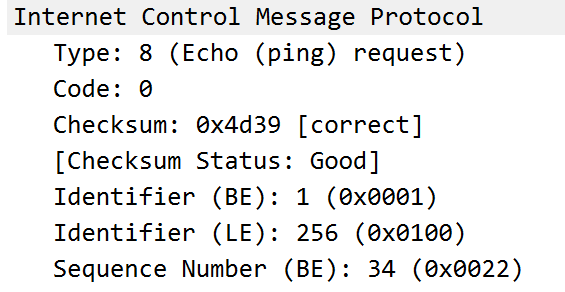 Internet Control Message Protocol
Type: 8 (Echo (ping) request)
Code: 0
Checksum: 0x4d39 [correct]
[Checksum Status: Good]
Identifier (BE): 1 (0x0001)
Identifier (LE): 256 (0x0100)
Sequence Number (BE): 34 (0x0022)